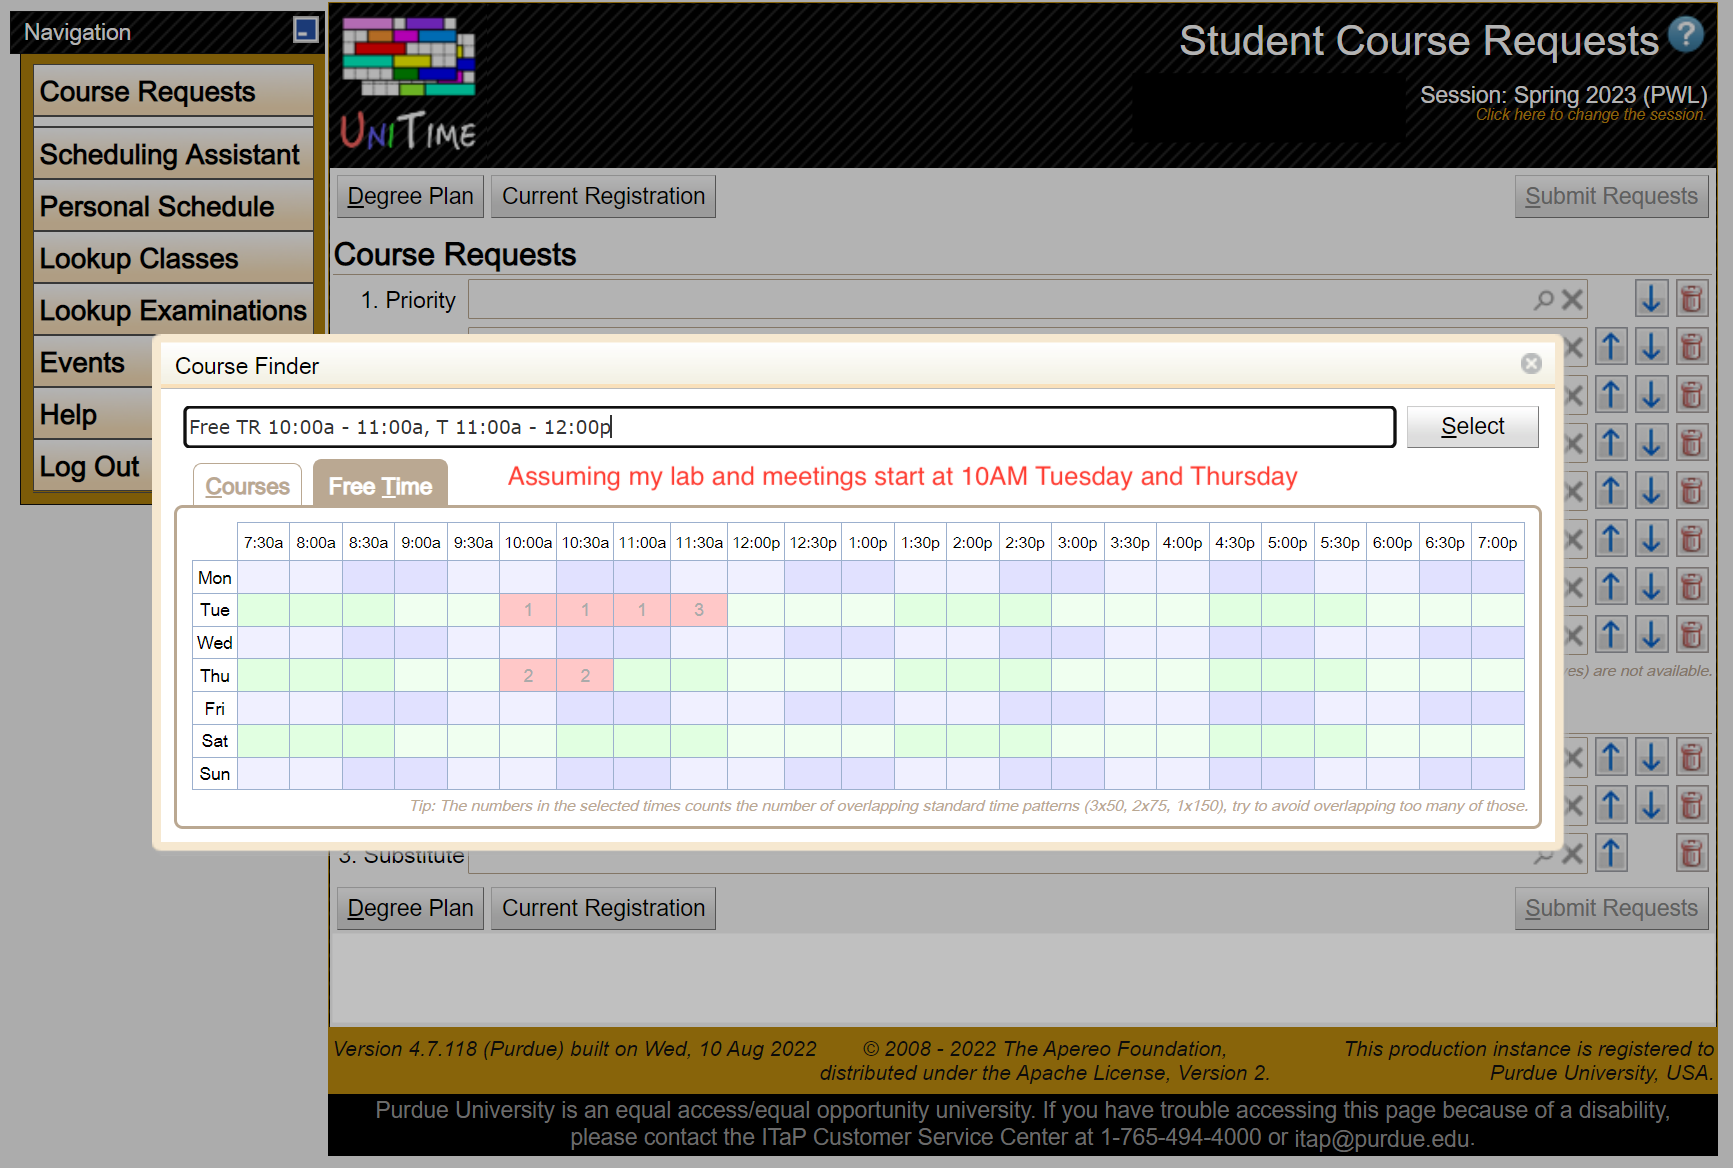 Navigation
Course Requests
Scheduling Assistant
Personal Schedule
Lookup Classes
Lookup Examinations
Events
Help
Log Out
UNITIME
Student Course Requests
?
Session: Spring 2023 (PWL)
Click here to change the session.
Degree Plan Current Registration Submit Requests
Course Requests
1. Priority
Course Finder
Free TR 10:00a - 11:00a, T 11:00a - 12:00p
Select
Courses Free Time
Assuming my lab and meetings start at 10AM Tuesday and Thursday
7:30a 8:00a 8:30a 9:00a 9:30a 10:00a 10:30a 11:00a 11:30a 12:00p 12:30p 1:00p 1:30p 2:00p 2:30p 3:00p 3:30p 4:00p 4:30p 5:00p 5:30p 6:00p 6:30p 7:00p
Mon
Tue 1 1 1 3
Wed
Thu 2 2
Fri
Sat
Sun
Tip: The numbers in the selected times counts the number of overlapping standard time patterns (3x50, 2x75, 1x150), try to avoid overlapping too many of those.
es) are not available.
3. Substitute
Degree Plan Current Registration Submit Requests
Version 4.7.118 (Purdue) built on Wed, 10 Aug 2022
© 2008 - 2022 The Apereo Foundation,
distributed under the Apache License, Version 2.
This production instance is registered to
Purdue University, USA.
Purdue University is an equal access/equal opportunity university. If you have trouble accessing this page because of a disability,
please contact the ITaP Customer Service Center at 1-765-494-4000 or itap@purdue.edu.